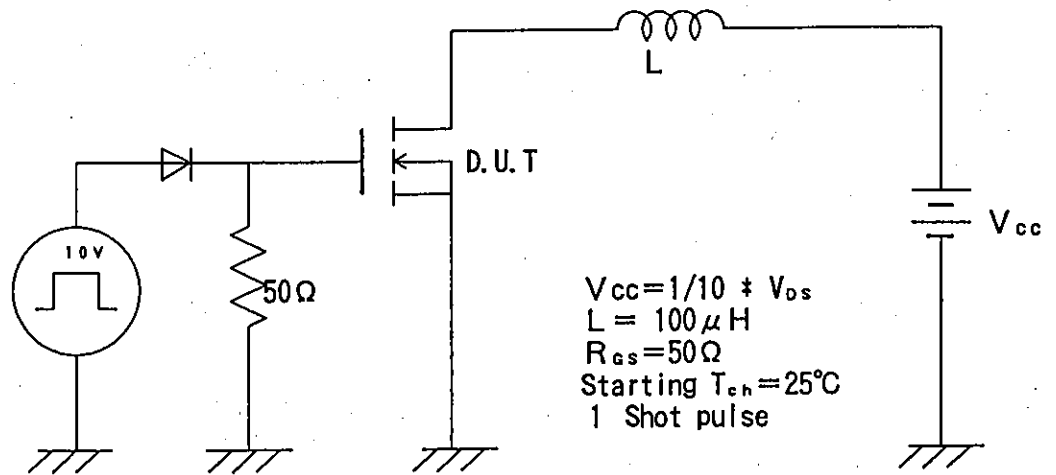 L
D.U.T
10V
50Ω
Vcc
Vcc=1/10 * VDS
L = 100μH
RGS=50Ω
Starting Tch=25℃
1 Shot pulse